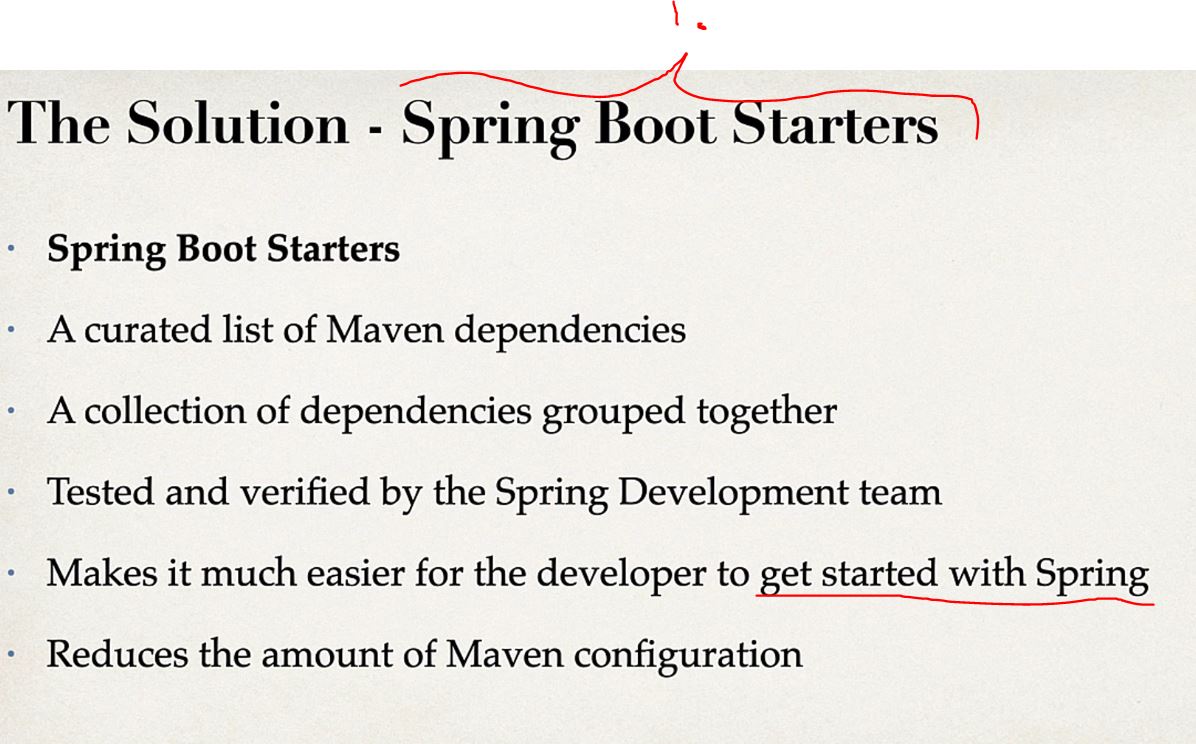 The Solution - Spring Boot Starters
· Spring Boot Starters
· A curated list of Maven dependencies
· A collection of dependencies grouped together
· Tested and verified by the Spring Development team
· Makes it much easier for the developer to get started with Spring
· Reduces the amount of Maven configuration